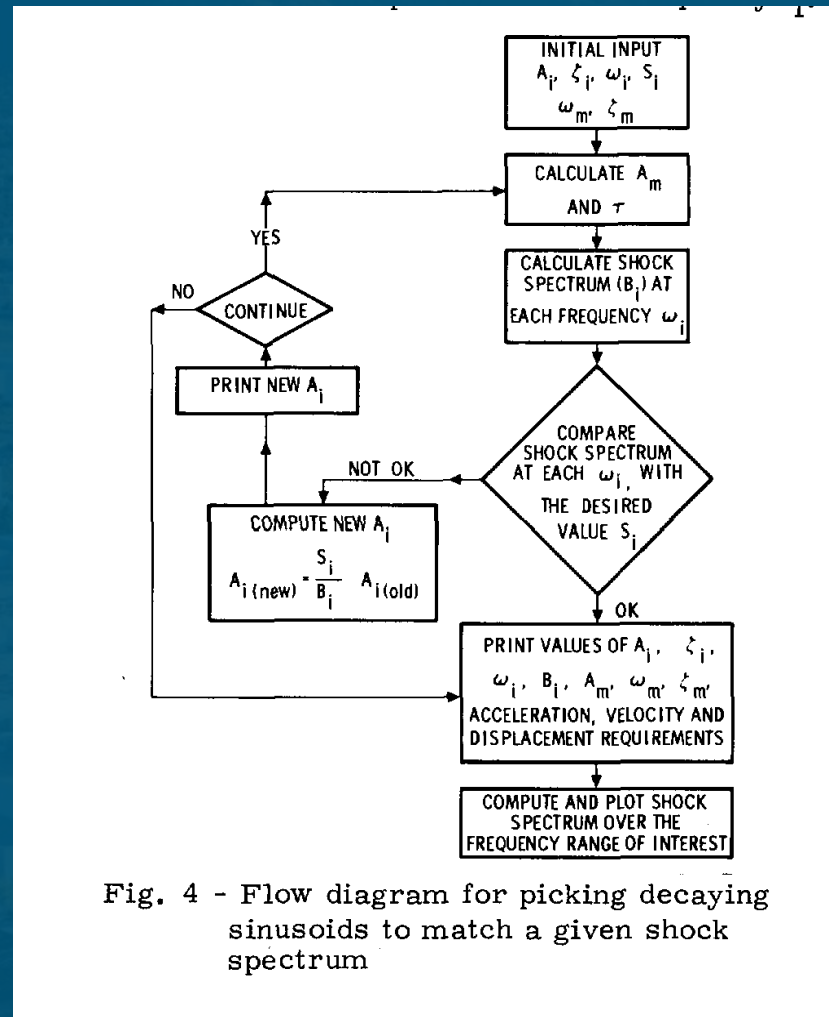 INITIAL INPUT
A_i, ζ_i, ω_i, S_i
ω_m, ζ_m
CALCULATE A_m
AND τ
YES
CALCULATE SHOCK
SPECTRUM (B_i) AT
EACH FREQUENCY ω_i
NO
CONTINUE
PRINT NEW A_i
COMPARE
SHOCK SPECTRUM
AT EACH ω_i, WITH
THE DESIRED
VALUE S_i
NOT OK
COMPUTE NEW A_i
A_i(new) = S_i/B_i A_i(old)
OK
PRINT VALUES OF A_i, ζ_i,
ω_i, B_i, A_m, ω_m, ζ_m,
ACCELERATION, VELOCITY AND
DISPLACEMENT REQUIREMENTS
COMPUTE AND PLOT SHOCK
SPECTRUM OVER THE
FREQUENCY RANGE OF INTEREST
Fig. 4 - Flow diagram for picking decaying
sinusoids to match a given shock
spectrum